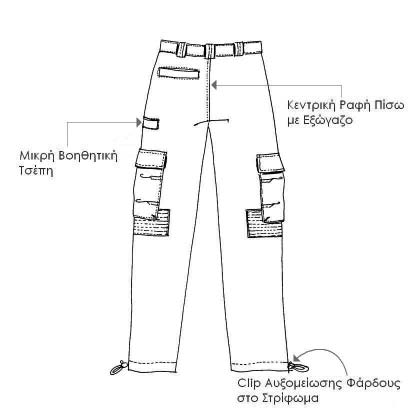 Κεντρική Ραφή Πίσω
με Εξώγαζο
Μικρή Βοηθητική
Τσέπη
Clip Αυξομείωσης Φάρδους
στο Στρίφωμα